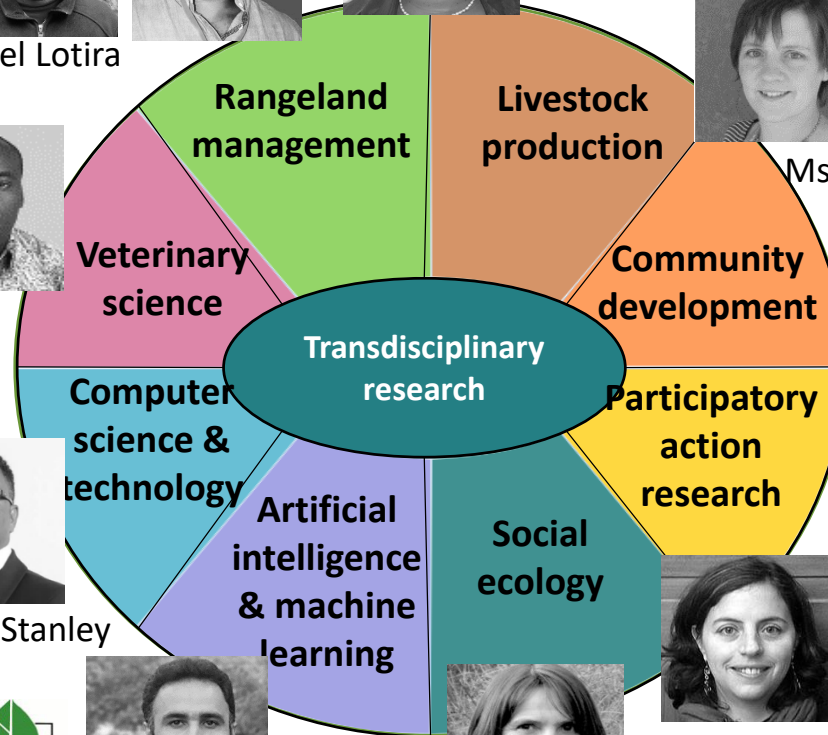 el Lotira
Rangeland
management
Livestock
production
Ms
Veterinary
science
Community
development
Transdisciplinary
research
Computer
science &
technology
Participatory
action
research
Artificial
intelligence
& machine
learning
Social
ecology
Stanley